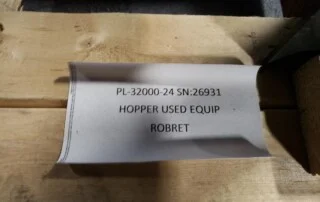 PL-32000-24 SN:26931
HOPPER USED EQUIP
ROBRET